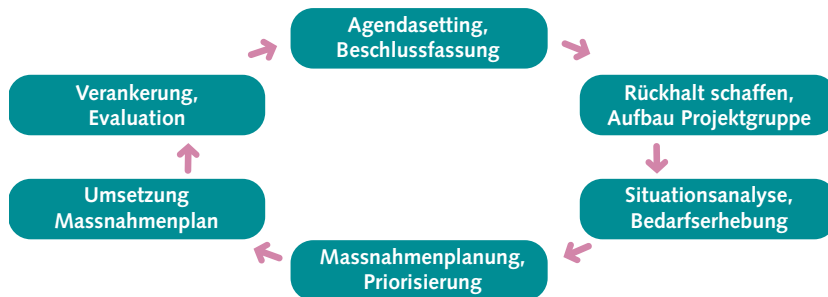 Agendasetting,
Beschlussfassung
Rückhalt schaffen,
Aufbau Projektgruppe
Situationsanalyse,
Bedarfserhebung
Massnahmenplanung,
Priorisierung
Umsetzung
Massnahmenplan
Verankerung,
Evaluation